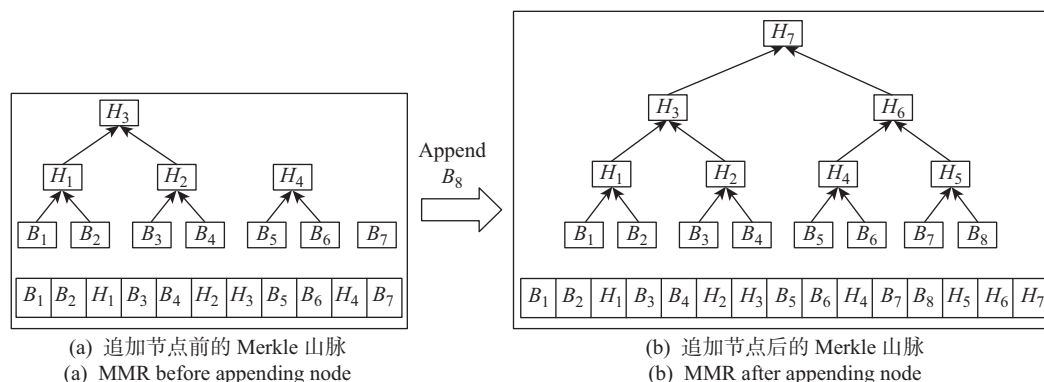 H₇
H₃
H₃ H₆
Append
B₈
H₁ H₂ H₄
H₁ H₂ H₄ H₅
B₁ B₂ B₃ B₄ B₅ B₆ B₇
B₁ B₂ B₃ B₄ B₅ B₆ B₇ B₈
B₁ B₂ H₁ B₃ B₄ H₂ H₃ B₅ B₆ H₄ B₇
B₁ B₂ H₁ B₃ B₄ H₂ H₃ B₅ B₆ H₄ B₇ B₈ H₅ H₆ H₇
(a) 追加节点前的 Merkle 山脉
(a) MMR before appending node
(b) 追加节点后的 Merkle 山脉
(b) MMR after appending node